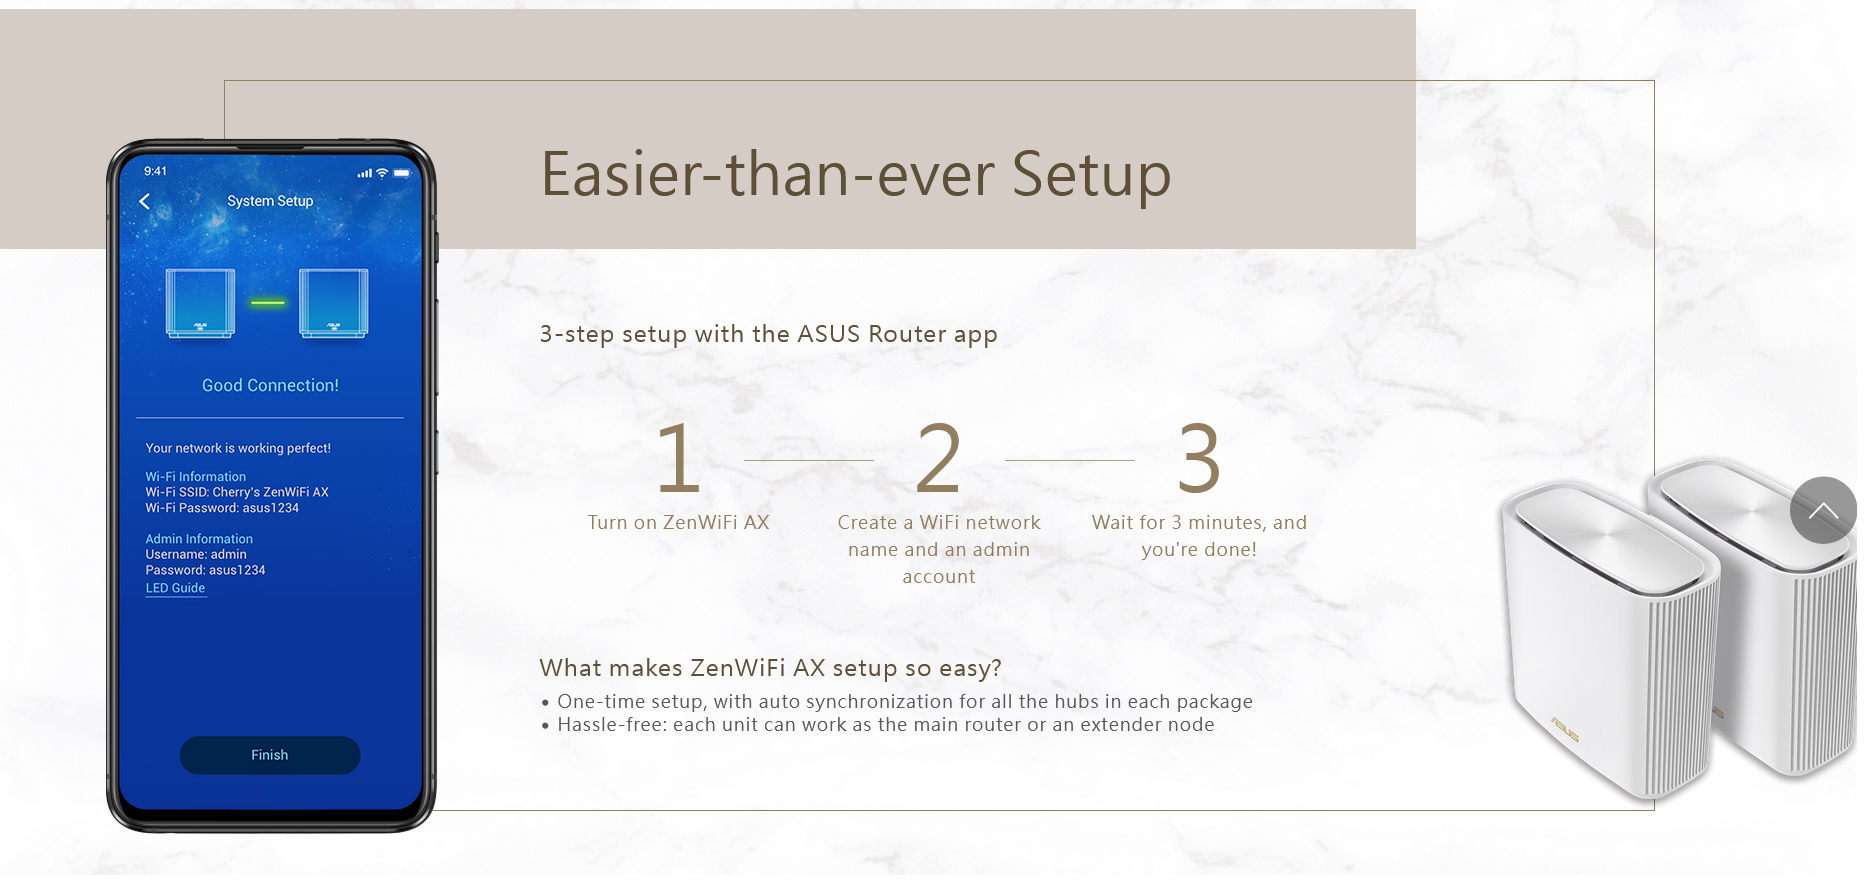 Easier-than-ever Setup
9:41
System Setup
ASUS
ASUS
Good Connection!
Your network is working perfect!
Wi-Fi Information
Wi-Fi SSID: Cherry's ZenWiFi AX
Wi-Fi Password: asus1234
Admin Information
Username: admin
Password: asus1234
LED Guide
Finish
3-step setup with the ASUS Router app
1
Turn on ZenWiFi AX
2
Create a WiFi network
name and an admin
account
3
Wait for 3 minutes, and
you're done!
What makes ZenWiFi AX setup so easy?
• One-time setup, with auto synchronization for all the hubs in each package
• Hassle-free: each unit can work as the main router or an extender node
ASUS